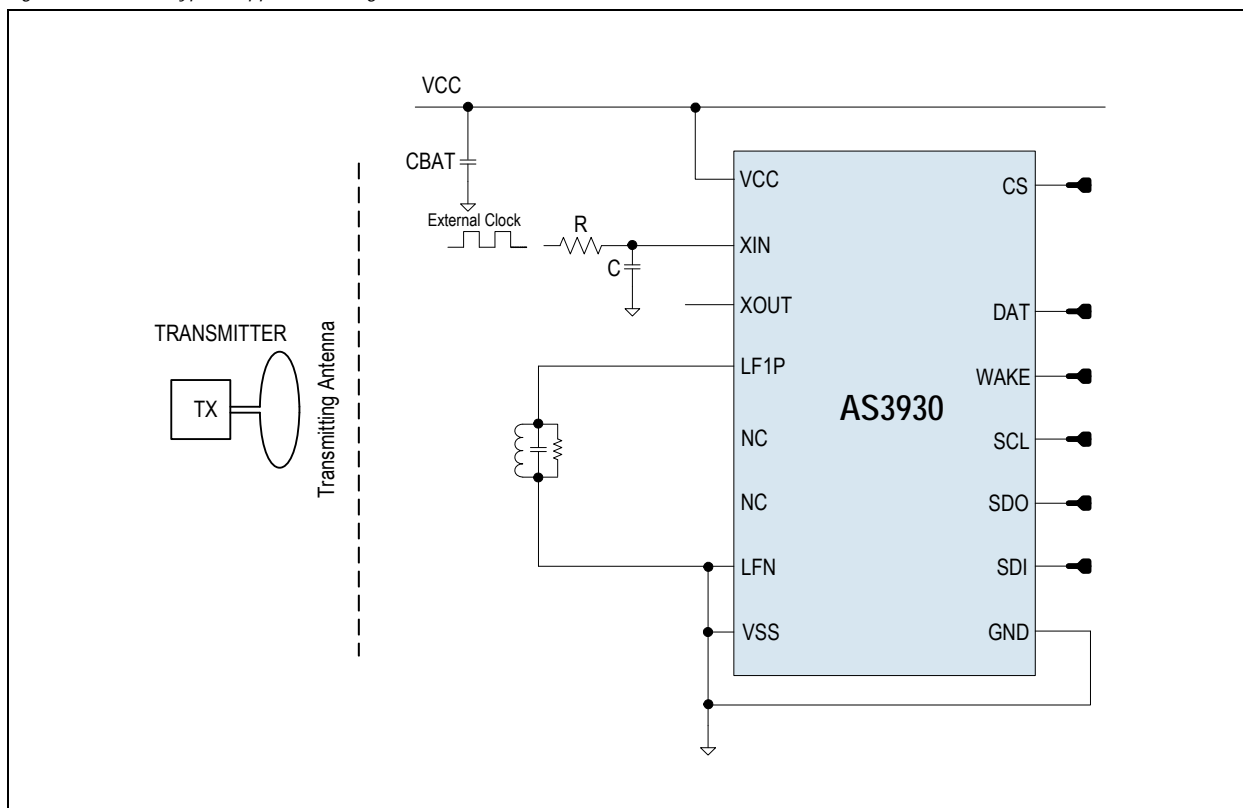 VCC
CBAT
External Clock
R
C
TRANSMITTER
TX
Transmitting Antenna
VCC
XIN
XOUT
LF1P
NC
NC
LFN
VSS
AS3930
CS
DAT
WAKE
SCL
SDO
SDI
GND